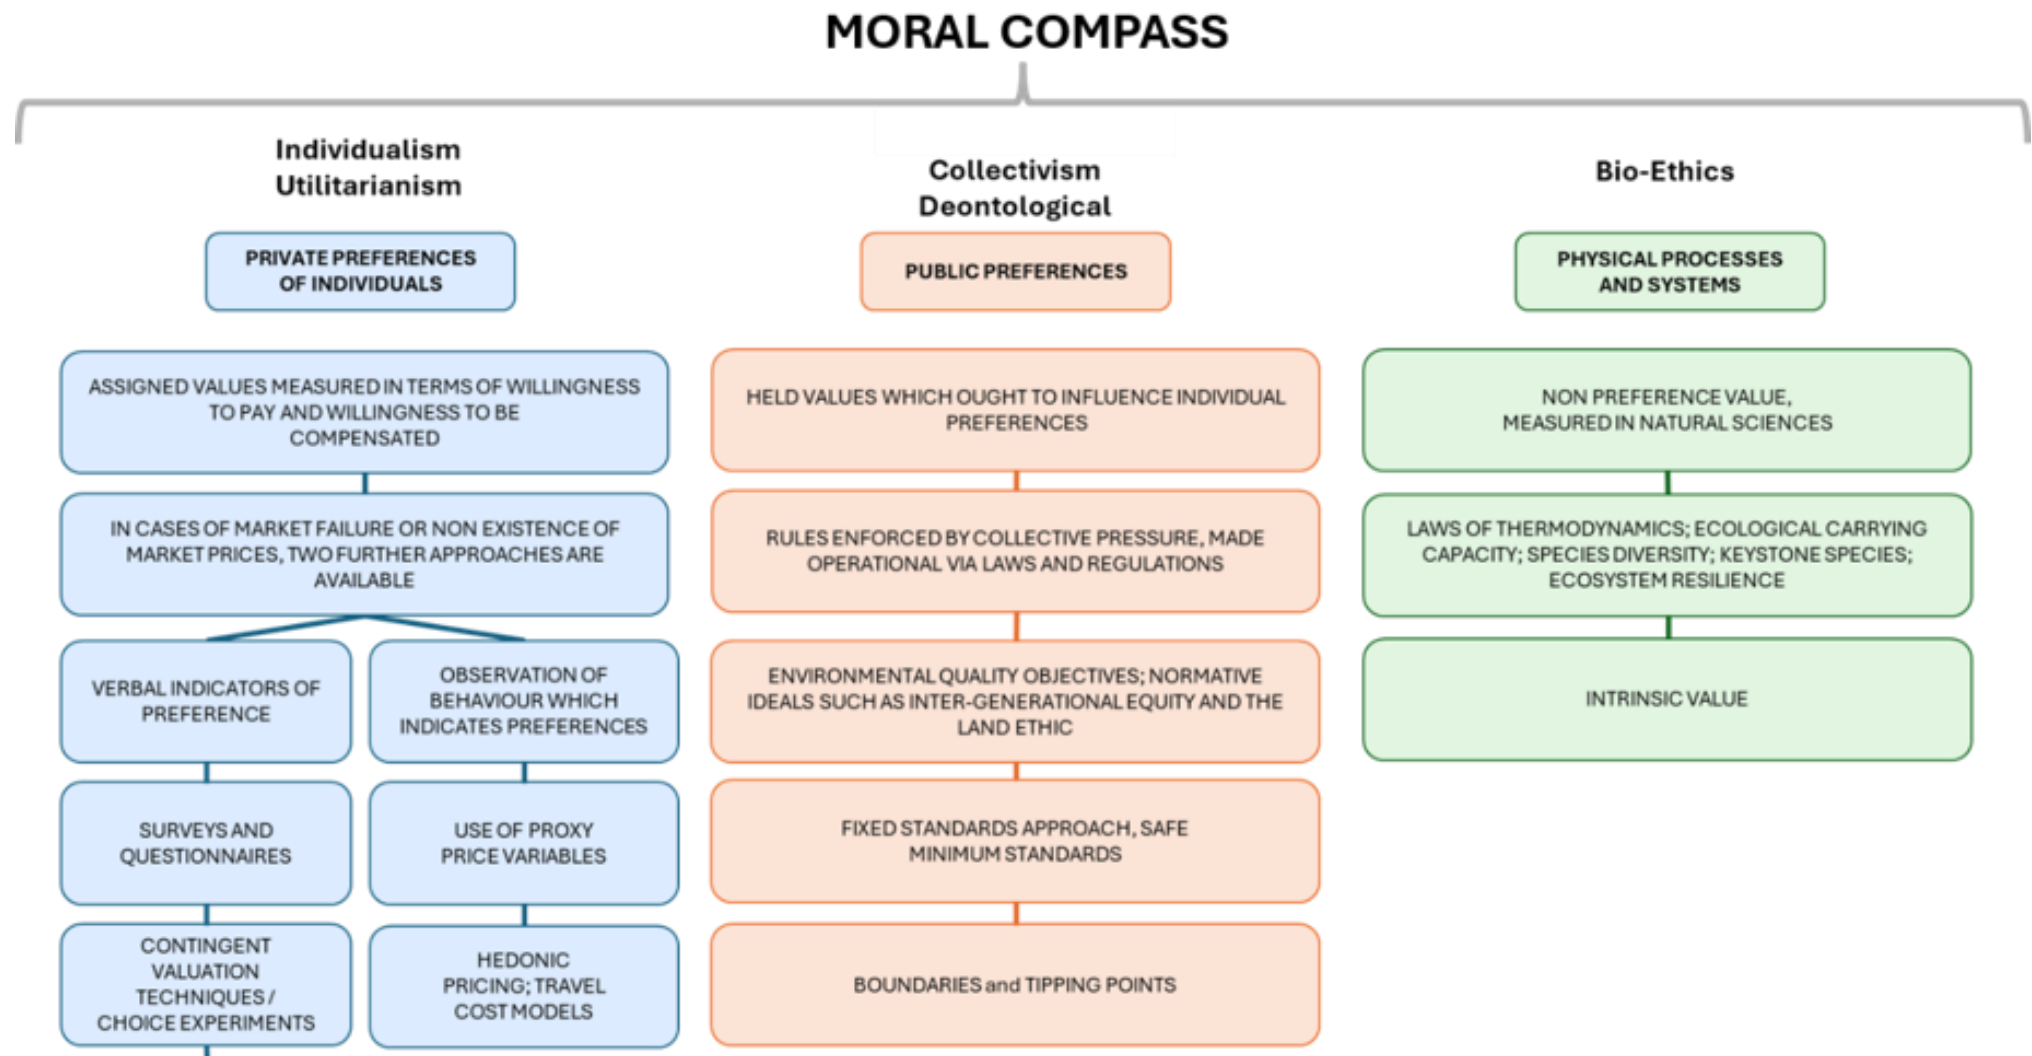 MORAL COMPASS
Individualism
Utilitarianism
PRIVATE PREFERENCES
OF INDIVIDUALS
ASSIGNED VALUES MEASURED IN TERMS OF WILLINGNESS
TO PAY AND WILLINGNESS TO BE
COMPENSATED
IN CASES OF MARKET FAILURE OR NON EXISTENCE OF
MARKET PRICES, TWO FURTHER APPROACHES ARE
AVAILABLE
VERBAL INDICATORS OF
PREFERENCE
SURVEYS AND
QUESTIONNAIRES
CONTINGENT
VALUATION
TECHNIQUES /
CHOICE EXPERIMENTS
OBSERVATION OF
BEHAVIOUR WHICH
INDICATES PREFERENCES
USE OF PROXY
PRICE VARIABLES
HEDONIC
PRICING; TRAVEL
COST MODELS
Collectivism
Deontological
PUBLIC PREFERENCES
HELD VALUES WHICH OUGHT TO INFLUENCE INDIVIDUAL
PREFERENCES
RULES ENFORCED BY COLLECTIVE PRESSURE, MADE
OPERATIONAL VIA LAWS AND REGULATIONS
ENVIRONMENTAL QUALITY OBJECTIVES; NORMATIVE
IDEALS SUCH AS INTER-GENERATIONAL EQUITY AND THE
LAND ETHIC
FIXED STANDARDS APPROACH, SAFE
MINIMUM STANDARDS
BOUNDARIES and TIPPING POINTS
Bio-Ethics
PHYSICAL PROCESSES
AND SYSTEMS
NON PREFERENCE VALUE,
MEASURED IN NATURAL SCIENCES
LAWS OF THERMODYNAMICS; ECOLOGICAL CARRYING
CAPACITY; SPECIES DIVERSITY; KEYSTONE SPECIES;
ECOSYSTEM RESILIENCE
INTRINSIC VALUE